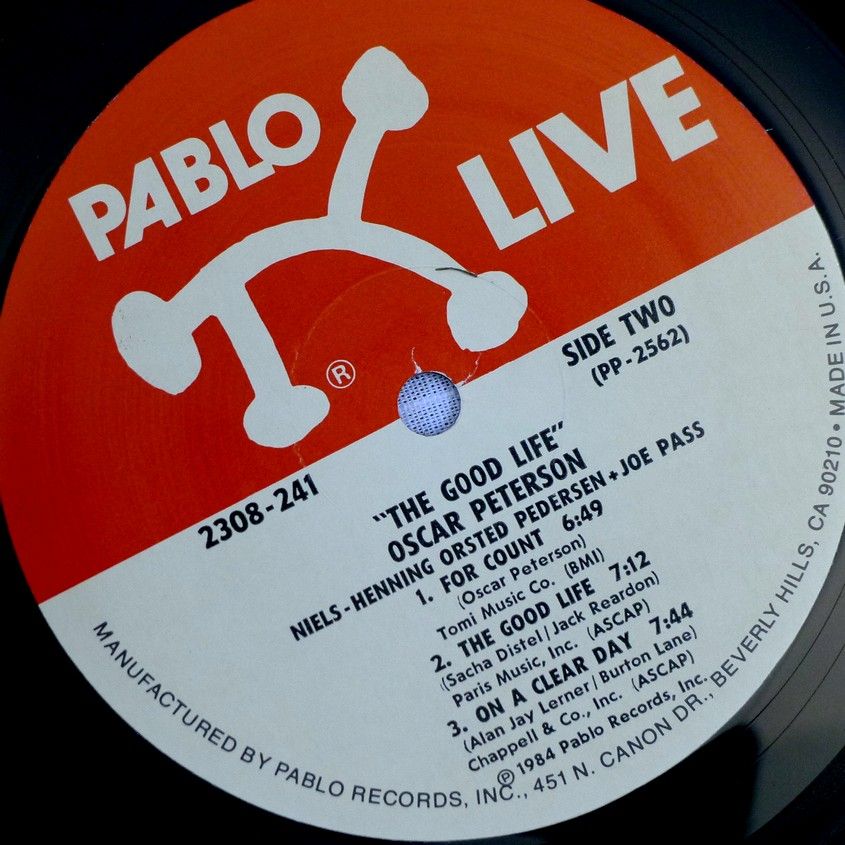 PABLO LIVE
®
SIDE TWO
(PP-2562)
2308-241
"THE GOOD LIFE"
OSCAR PETERSON
NIELS-HENNING ORSTED PEDERSEN + JOE PASS
1. FOR COUNT 6:49
(Oscar Peterson)
Tomi Music Co. (BMI)
2. THE GOOD LIFE 7:12
(Sacha Distel/Jack Reardon)
Paris Music, Inc. (ASCAP)
3. ON A CLEAR DAY 7:44
(Alan Jay Lerner/Burton Lane)
Chappell & Co., Inc. (ASCAP)
℗ 1984 Pablo Records, Inc.
MANUFACTURED BY PABLO RECORDS, INC., 451 N. CANON DR., BEVERLY HILLS, CA 90210 • MADE IN U.S.A.